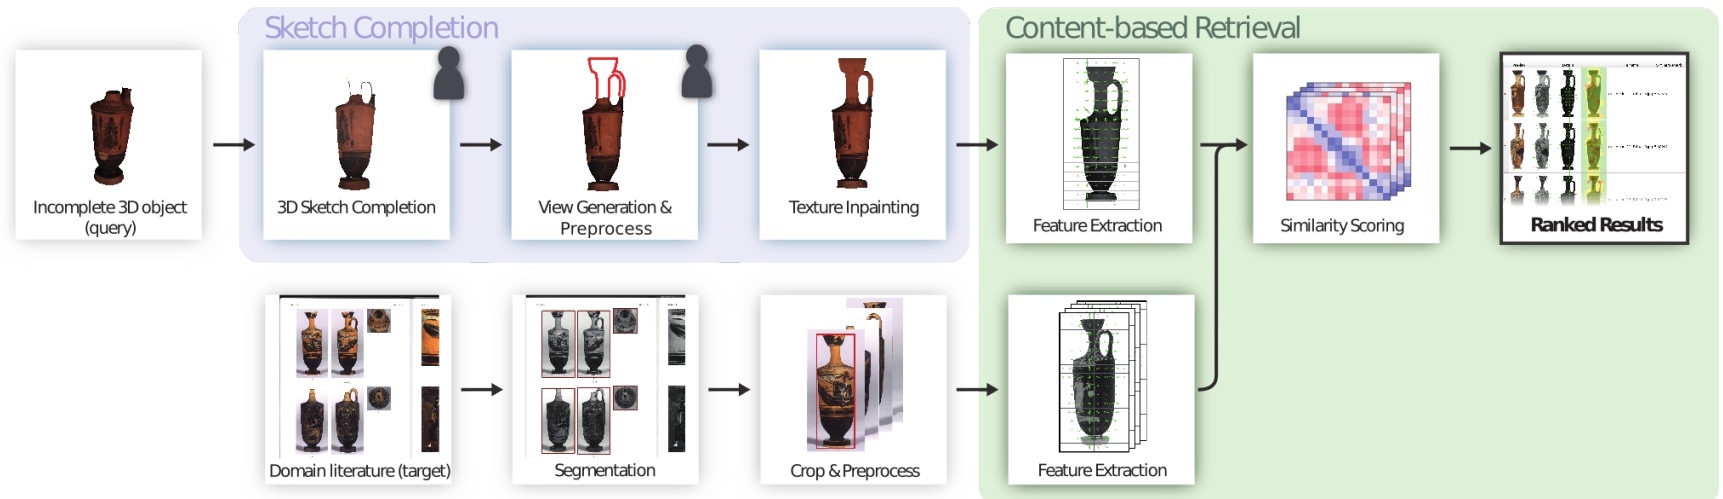 Sketch Completion
Content-based Retrieval
Incomplete 3D object
(query)
3D Sketch Completion
View Generation &
Preprocess
Texture Inpainting
Feature Extraction
Similarity Scoring
Ranked Results
Domain literature (target)
Segmentation
Crop & Preprocess
Feature Extraction